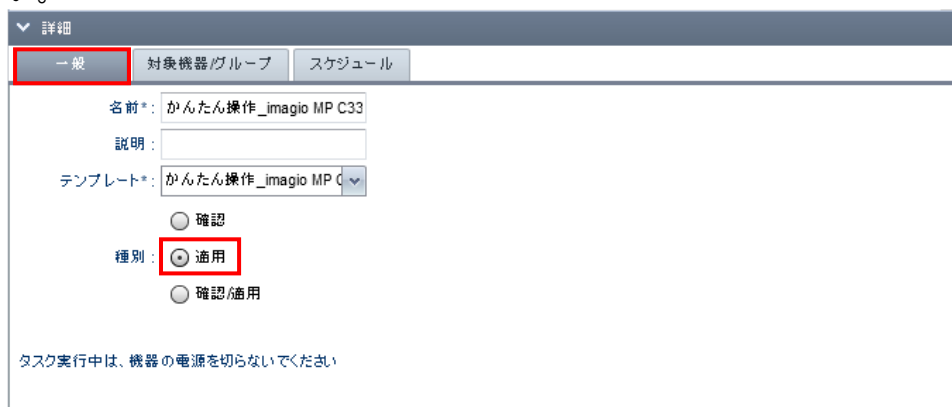 詳細
一般 対象機器/グループ スケジュール
名前*: かんたん操作_imagio MP C33
説明:
テンプレート*: かんたん操作_imagio MP C
確認
種別: 適用
確認/適用
タスク実行中は、機器の電源を切らないでください